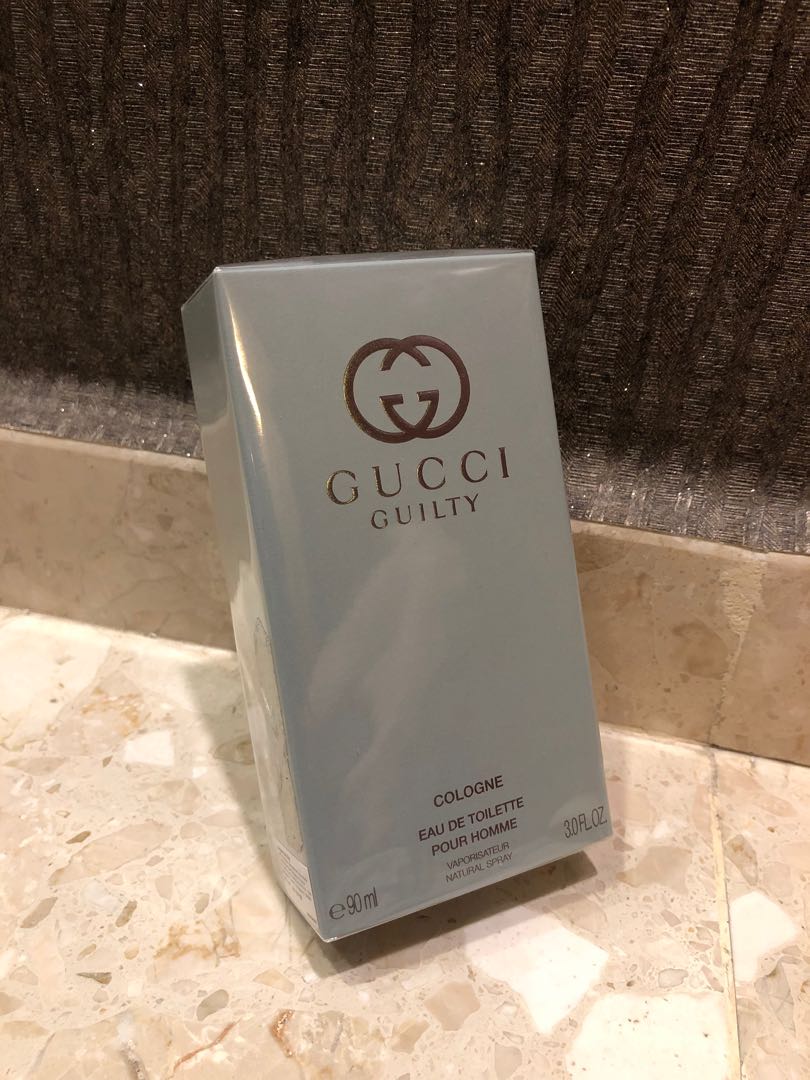 GUCCI
GUILTY
COLOGNE
EAU DE TOILETTE
POUR HOMME
VAPORISATEUR
NATURAL SPRAY
℮90 ml
3.0 FL.OZ.